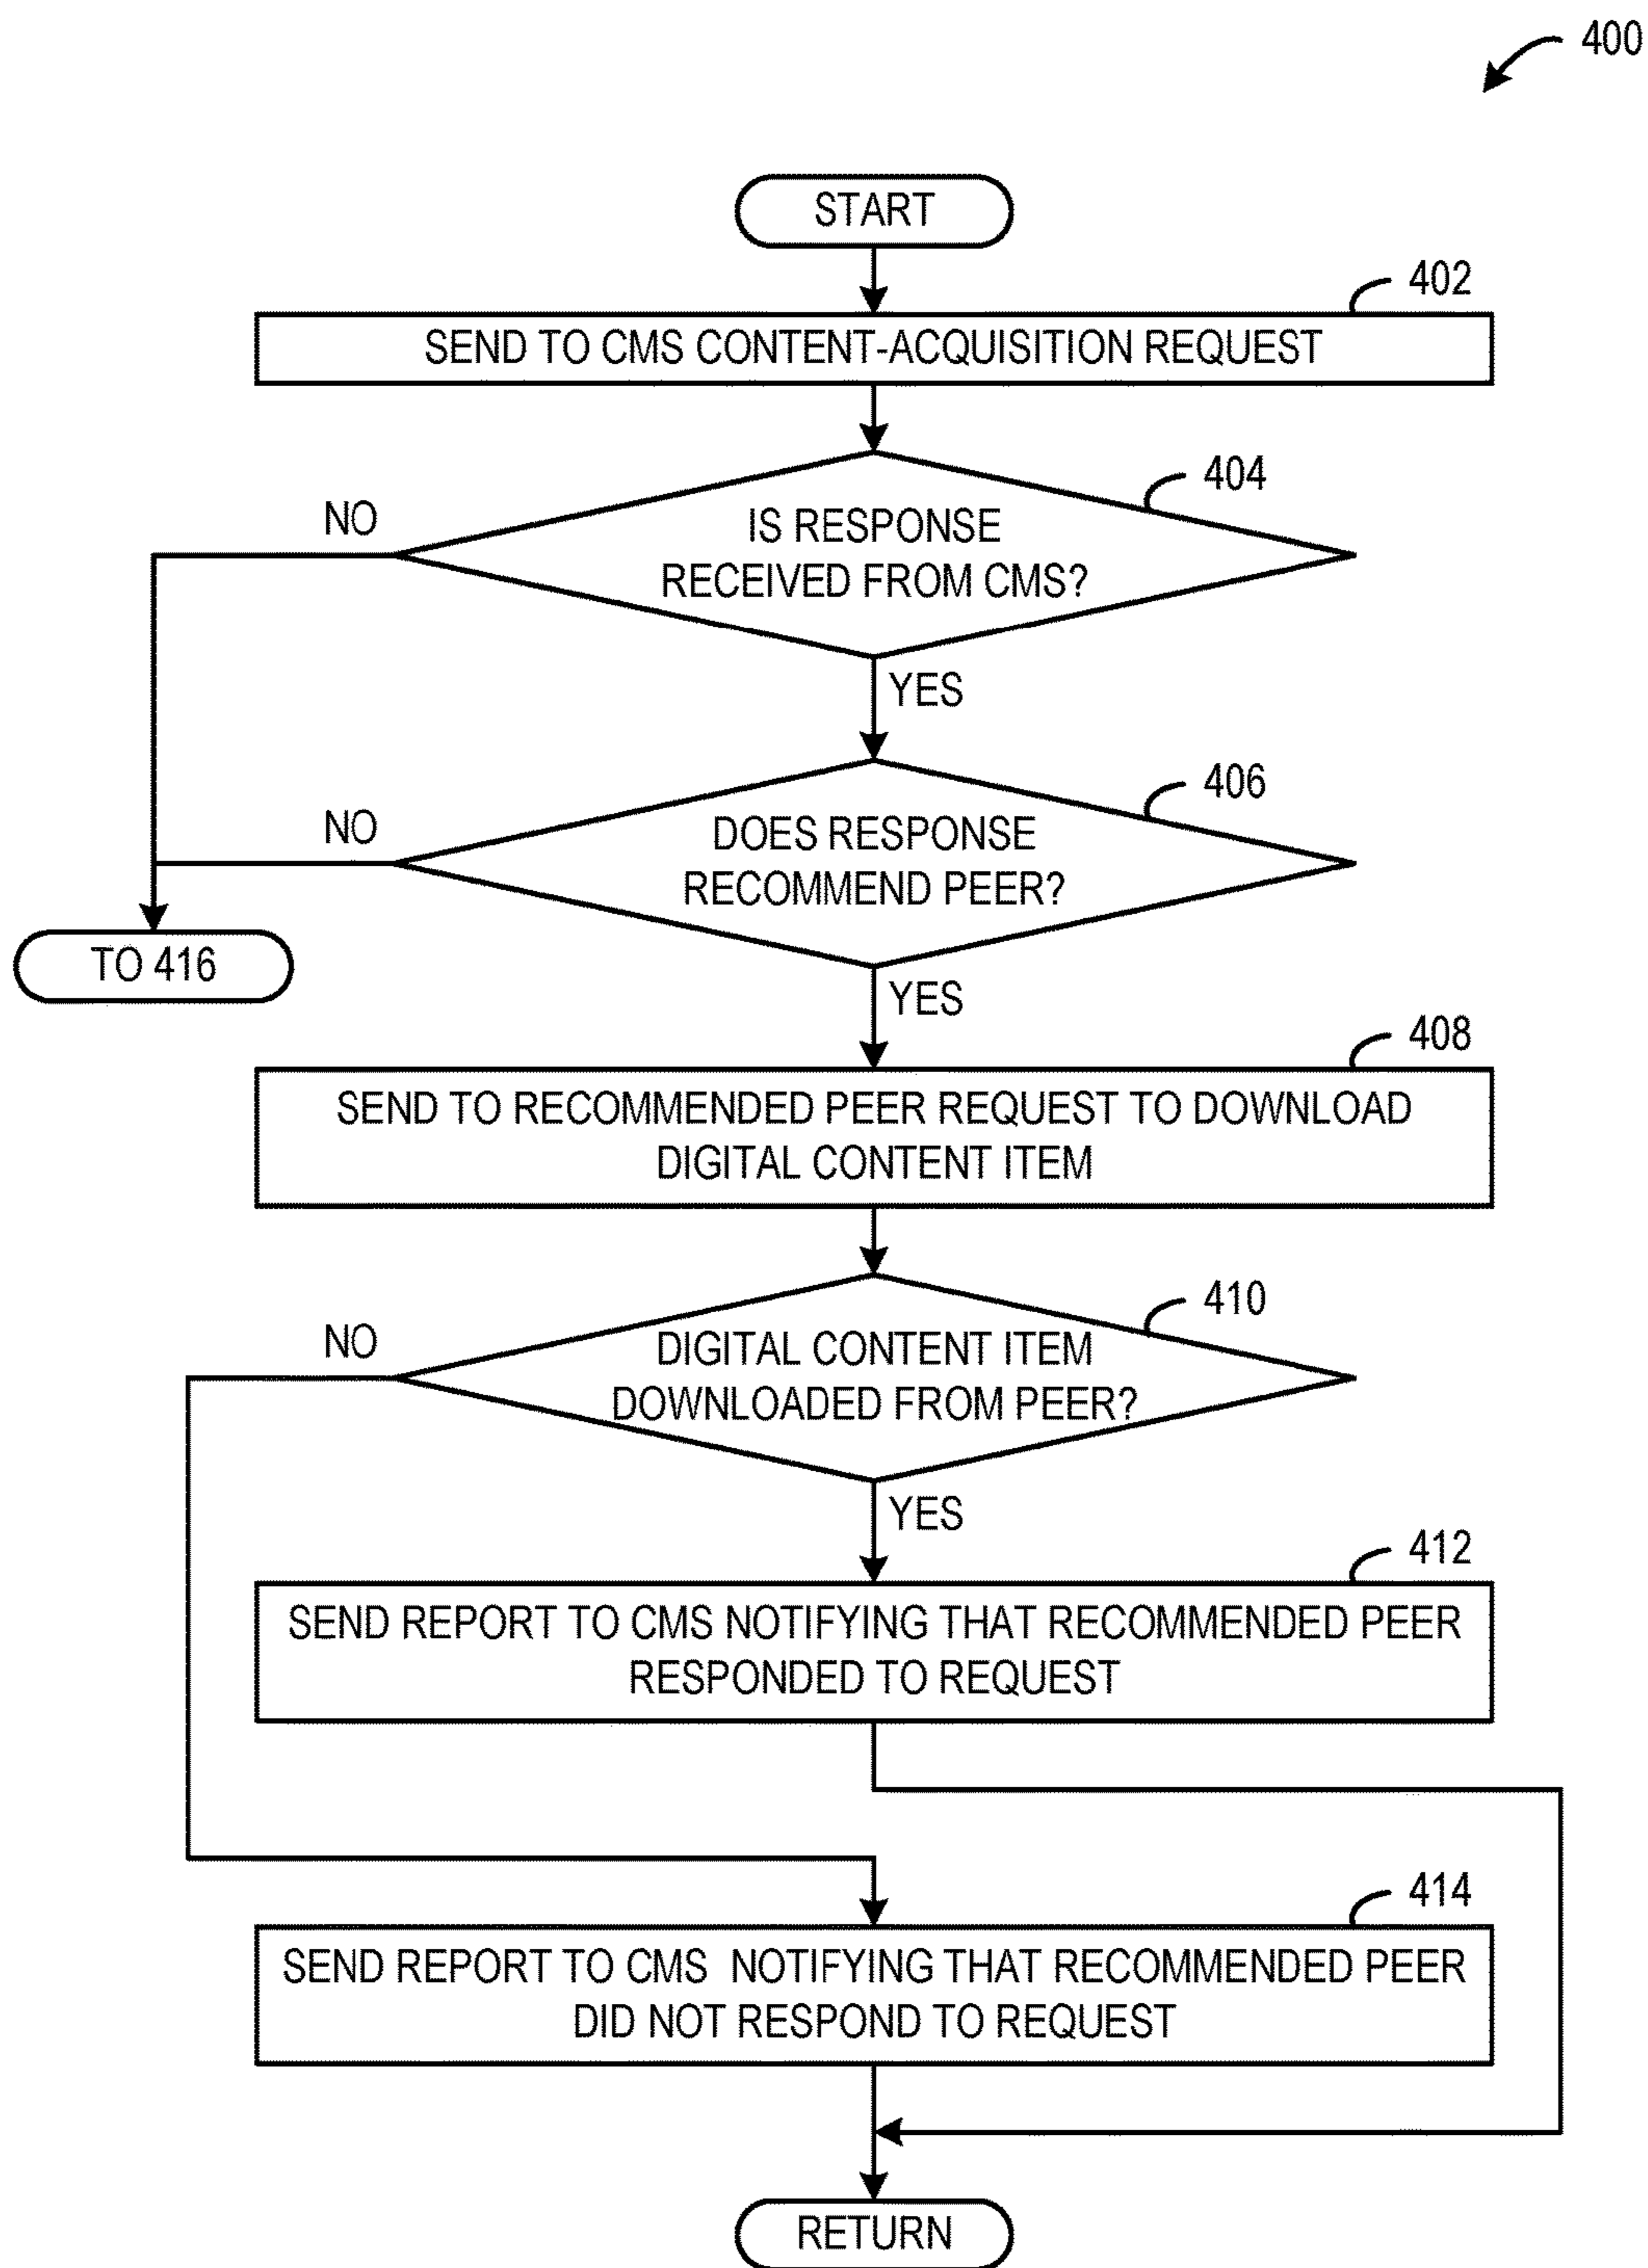 400
START
402
SEND TO CMS CONTENT-ACQUISITION REQUEST
404
NO
IS RESPONSE
RECEIVED FROM CMS?
YES
406
NO
DOES RESPONSE
RECOMMEND PEER?
TO 416
YES
408
SEND TO RECOMMENDED PEER REQUEST TO DOWNLOAD
DIGITAL CONTENT ITEM
410
NO
DIGITAL CONTENT ITEM
DOWNLOADED FROM PEER?
YES
412
SEND REPORT TO CMS NOTIFYING THAT RECOMMENDED PEER
RESPONDED TO REQUEST
414
SEND REPORT TO CMS NOTIFYING THAT RECOMMENDED PEER
DID NOT RESPOND TO REQUEST
RETURN